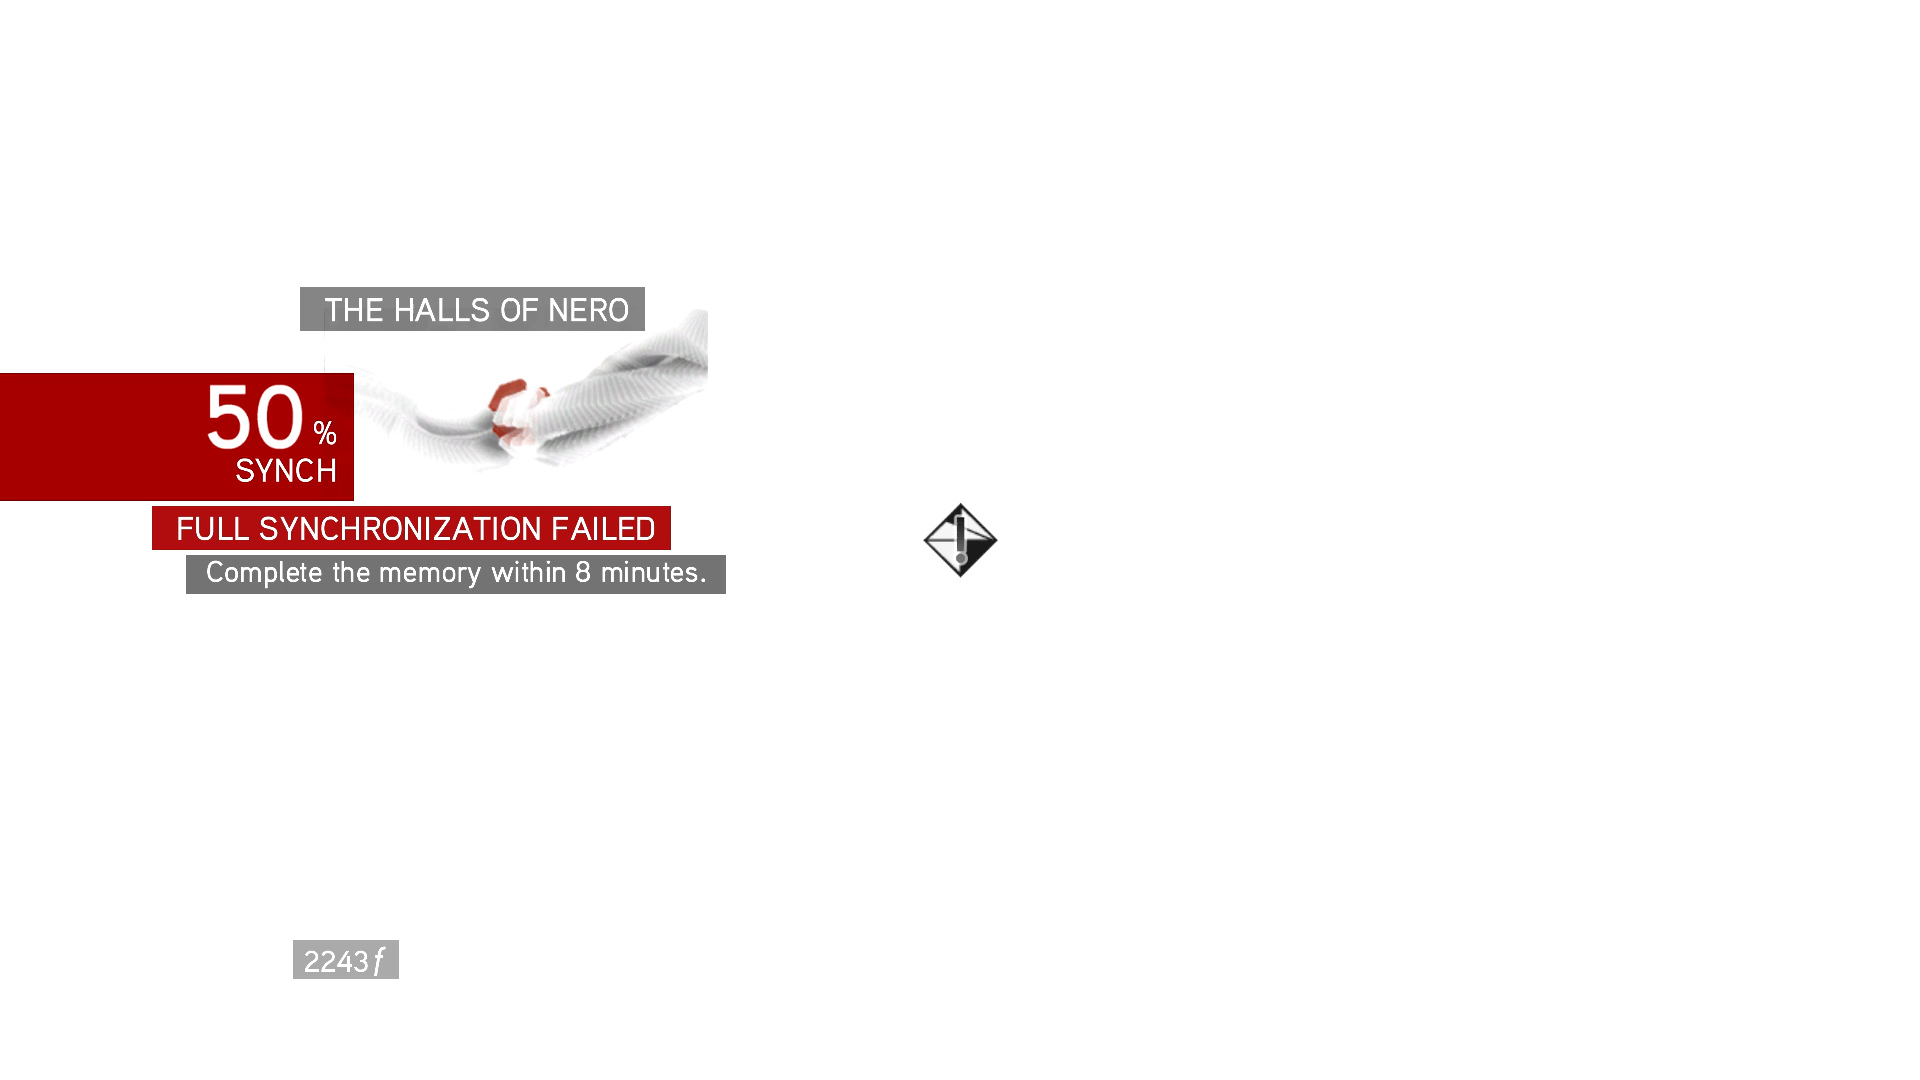 THE HALLS OF NERO
50 %
SYNCH
FULL SYNCHRONIZATION FAILED
Complete the memory within 8 minutes.
2243ƒ